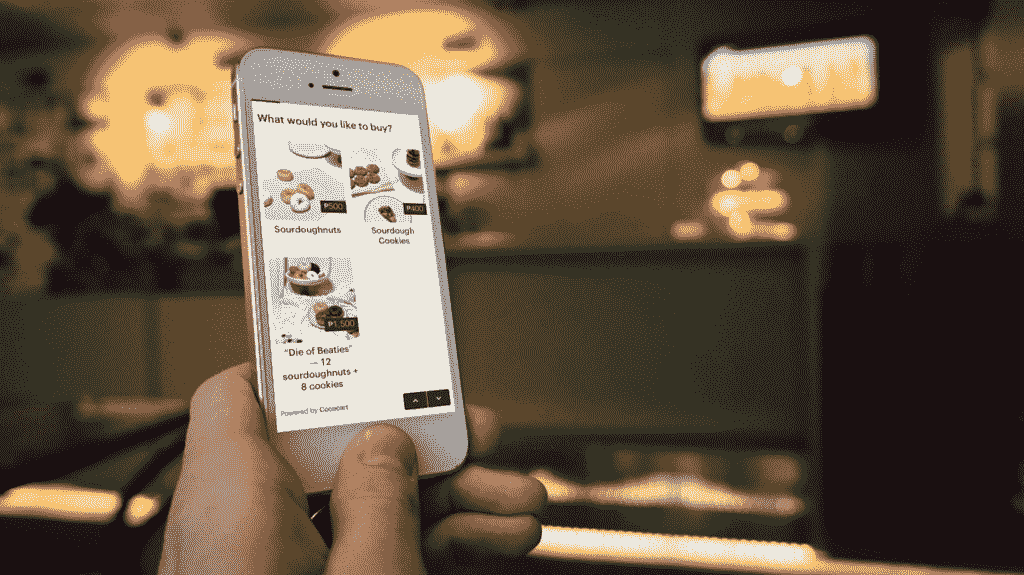 What would you like to buy?
₱500
₱400
Sourdoughnuts
Sourdough
Cookies
₱1,500
"Die of Beaties"
— 12
sourdoughnuts +
8 cookies
Powered by Cococart